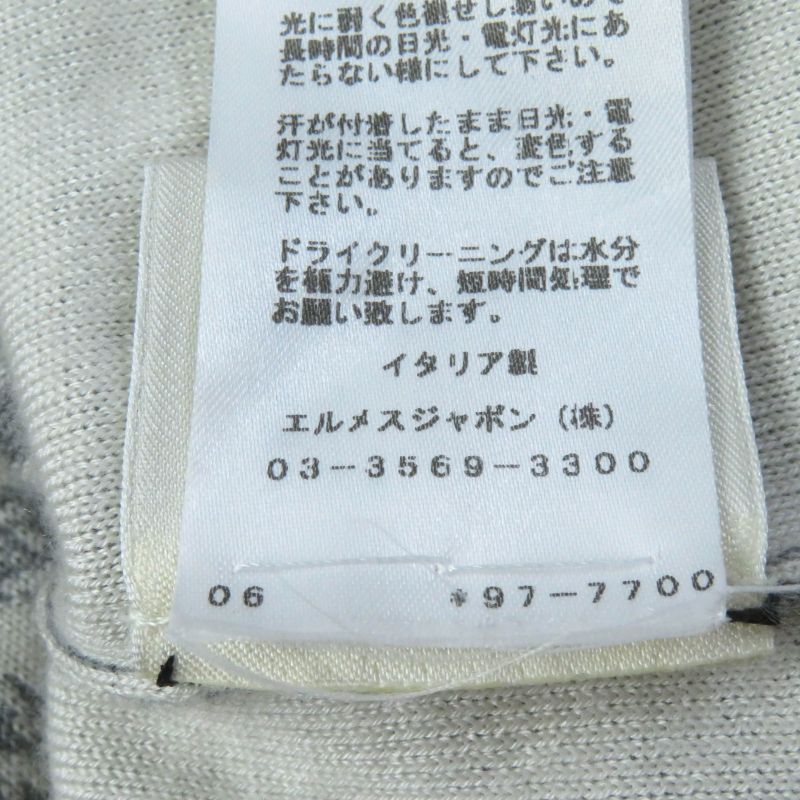 光に弱く色褪せし易いので
長時間の日光・電灯光にあ
たらない様にして下さい。
汗が付着したまま日光・電
灯光に当てると、変色する
ことがありますのでご注意
下さい。
ドライクリーニングは水分
を極力避け、短時間処理で
お願い致します。
イタリア製
エルメスジャポン（株）
03-3569-3300
06 *97-7700